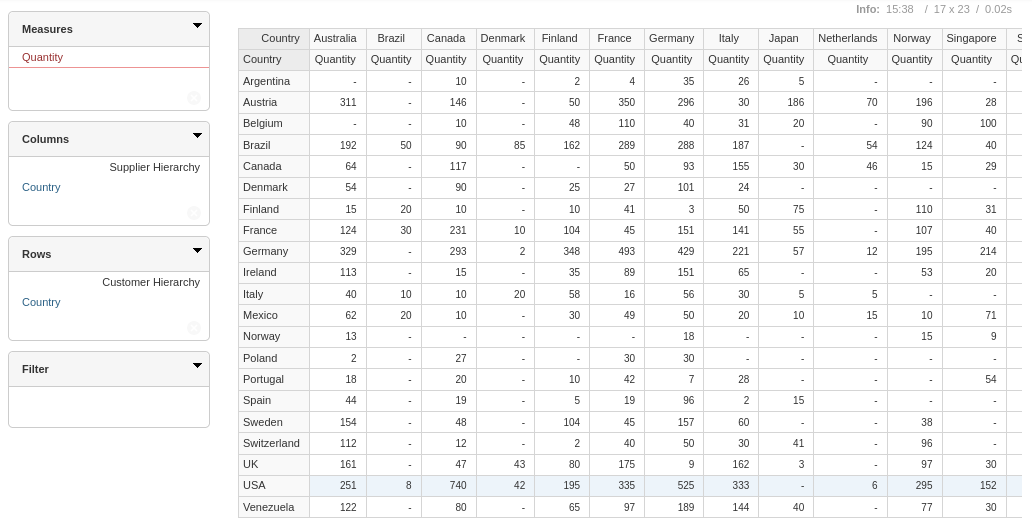 Info: 15:38 / 17 x 23 / 0.02s
Measures
Quantity
Columns
Supplier Hierarchy
Country
Rows
Customer Hierarchy
Country
Filter
Country Australia Brazil Canada Denmark Finland France Germany Italy Japan Netherlands Norway Singapore S
Country Quantity Quantity Quantity Quantity Quantity Quantity Quantity Quantity Quantity Quantity Quantity Quantity Qu
Argentina - - 10 - 2 4 35 26 5 - - -
Austria 311 - 146 - 50 350 296 30 186 70 196 28
Belgium - - 10 - 48 110 40 31 20 - 90 100
Brazil 192 50 90 85 162 289 288 187 - 54 124 40
Canada 64 - 117 - - 50 93 155 30 46 15 29
Denmark 54 - 90 - 25 27 101 24 - - - -
Finland 15 20 10 - 10 41 3 50 75 - 110 31
France 124 30 231 10 104 45 151 141 55 - 107 40
Germany 329 - 293 2 348 493 429 221 57 12 195 214
Ireland 113 - 15 - 35 89 151 65 - - 53 20
Italy 40 10 10 20 58 16 56 30 5 5 - -
Mexico 62 20 10 - 30 49 50 20 10 15 10 71
Norway 13 - - - - - 18 - - - 15 9
Poland 2 - 27 - - 30 30 - - - - -
Portugal 18 - 20 - 10 42 7 28 - - - 54
Spain 44 - 19 - 5 19 96 2 15 - - -
Sweden 154 - 48 - 104 45 157 60 - - 38 -
Switzerland 112 - 12 - 2 40 50 30 41 - 96 -
UK 161 - 47 43 80 175 9 162 3 - 97 30
USA 251 8 740 42 195 335 525 333 - 6 295 152
Venezuela 122 - 80 - 65 97 189 144 40 - 77 30